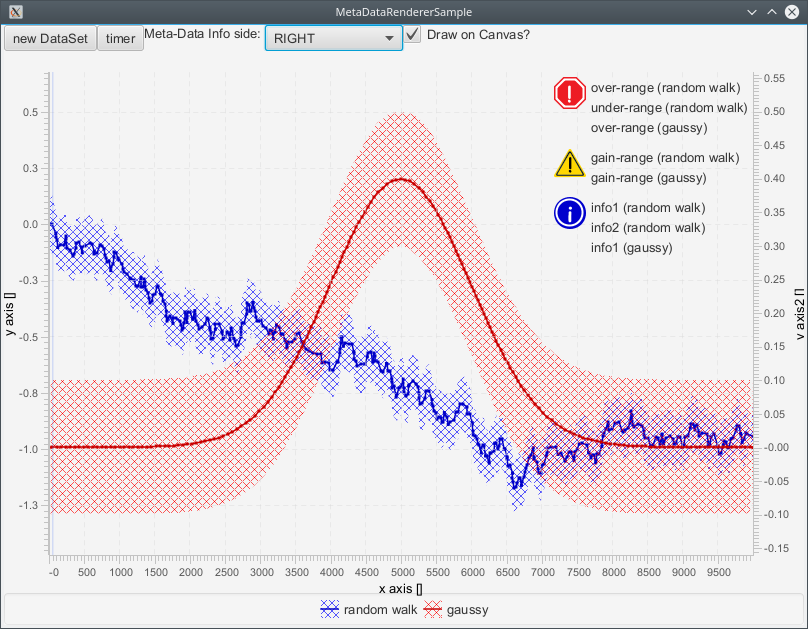 MetaDataRendererSample
new DataSet timer Meta-Data Info side: RIGHT Draw on Canvas?
over-range (random walk)
under-range (random walk)
over-range (gaussy)
gain-range (random walk)
gain-range (gaussy)
info1 (random walk)
info2 (random walk)
info1 (gaussy)
y axis []
0.5
0.3
0.0
-0.3
-0.5
-0.8
-1.0
-1.3
0.55
0.50
0.45
0.40
0.35
0.30
0.25
0.20
0.15
0.10
0.05
-0.00
-0.05
-0.10
-0.15
y axis2 []
-0 500 1000 1500 2000 2500 3000 3500 4000 4500 5000 5500 6000 6500 7000 7500 8000 8500 9000 9500
x axis []
random walk gaussy